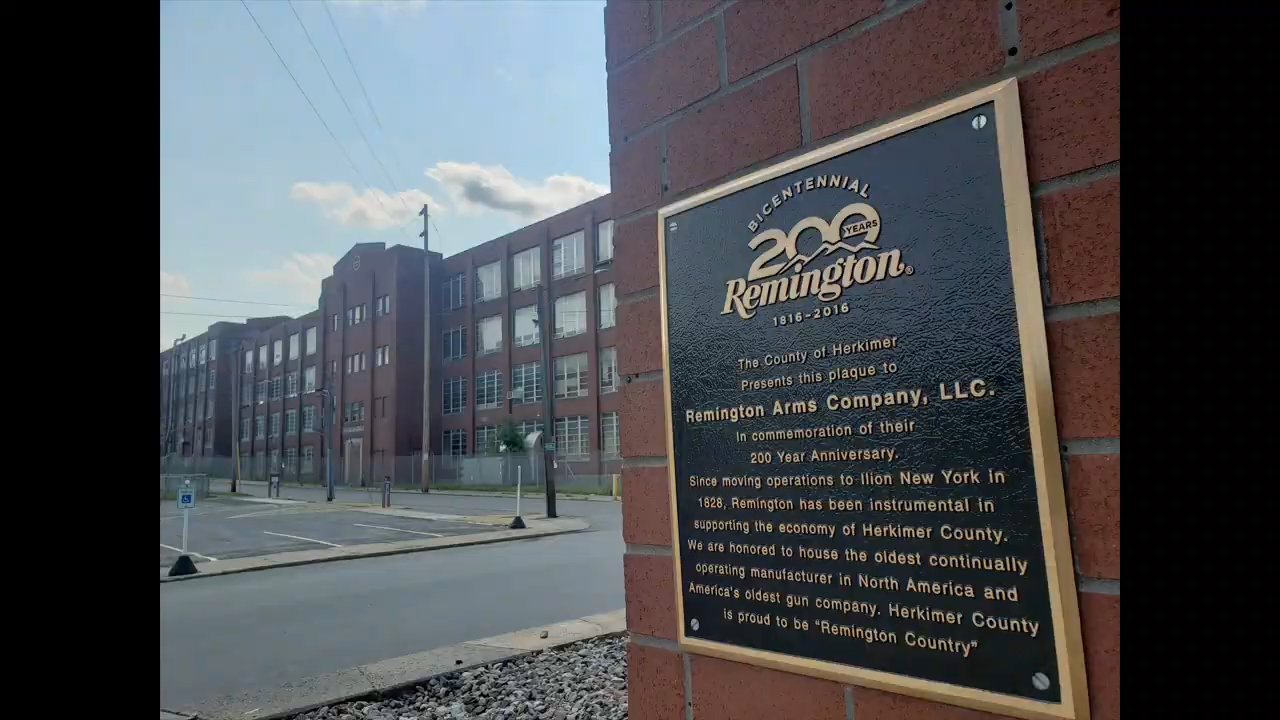 BICENTENNIAL
200 YEARS
Remington®
1816-2016
The County of Herkimer
Presents this plaque to
Remington Arms Company, LLC.
In commemoration of their
200 Year Anniversary.
Since moving operations to Ilion New York in
1828, Remington has been instrumental in
supporting the economy of Herkimer County.
We are honored to house the oldest continually
operating manufacturer in North America and
America's oldest gun company. Herkimer County
is proud to be "Remington Country"